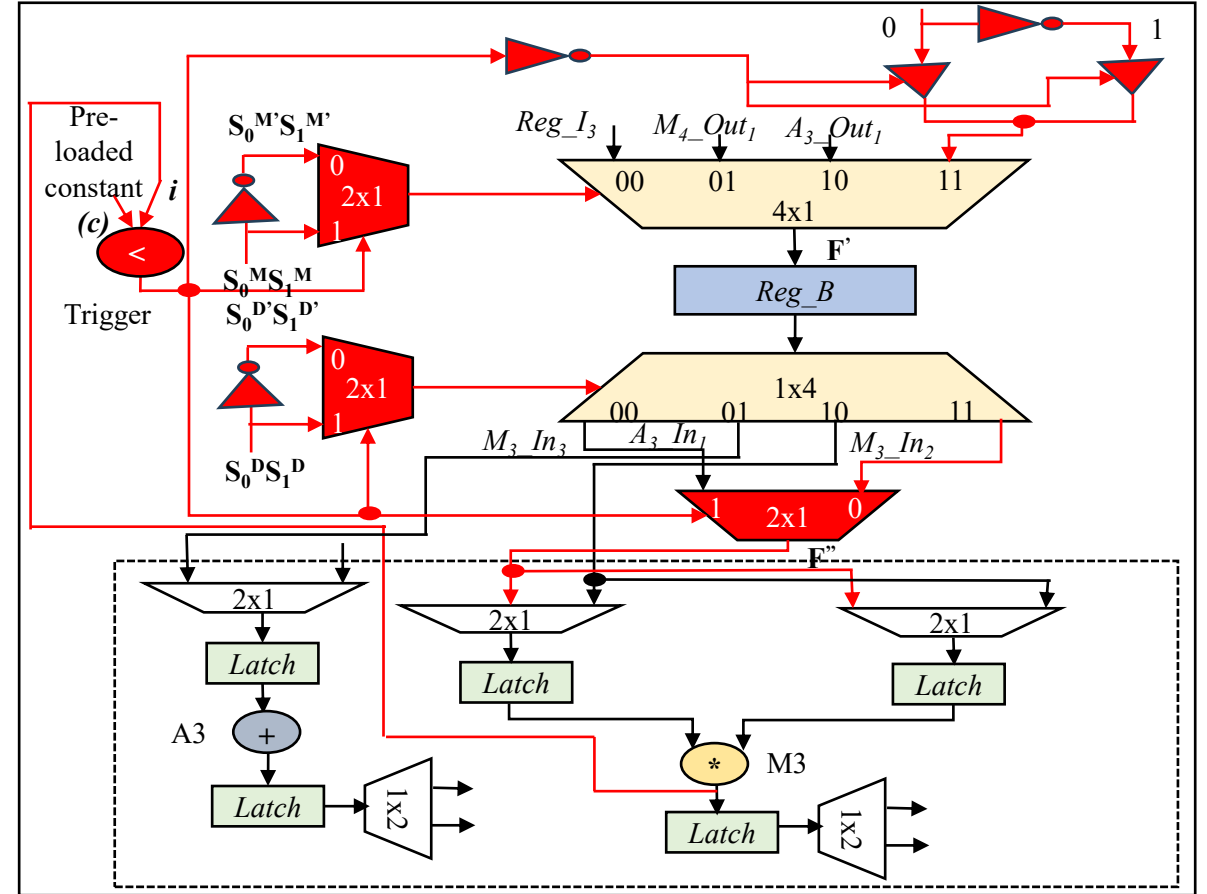 0
1
Pre-
loaded
constant
(c)
i
<
Trigger
S₀ᴹ'S₁ᴹ'
0
2x1
1
S₀ᴹS₁ᴹ
S₀ᴰ'S₁ᴰ'
0
2x1
1
S₀ᴰS₁ᴰ
Reg_I₃
M₄_Out₁
A₃_Out₁
00
01
10
11
4x1
F'
Reg_B
1x4
00
01
10
11
M₃_In₃
A₃_In₁
M₃_In₂
1
2x1
0
F''
2x1
2x1
2x1
Latch
Latch
Latch
A3
+
*
M3
Latch
1x2
Latch
1x2